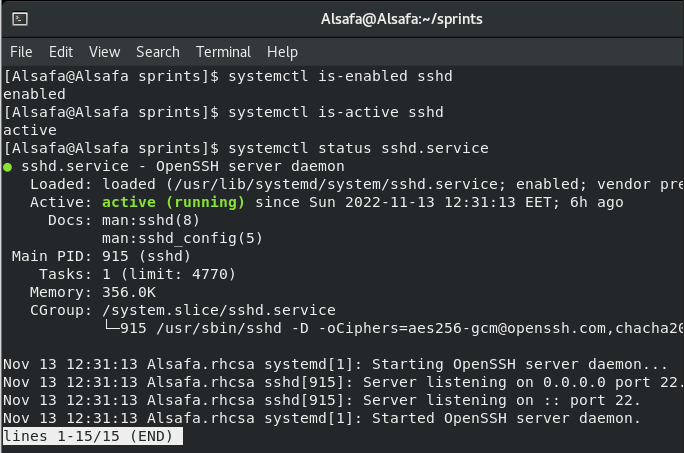 Alsafa@Alsafa:~/sprints
File Edit View Search Terminal Help
[Alsafa@Alsafa sprints]$ systemctl is-enabled sshd
enabled
[Alsafa@Alsafa sprints]$ systemctl is-active sshd
active
[Alsafa@Alsafa sprints]$ systemctl status sshd.service
● sshd.service - OpenSSH server daemon
   Loaded: loaded (/usr/lib/systemd/system/sshd.service; enabled; vendor pre
   Active: active (running) since Sun 2022-11-13 12:31:13 EET; 6h ago
     Docs: man:sshd(8)
           man:sshd_config(5)
 Main PID: 915 (sshd)
    Tasks: 1 (limit: 4770)
   Memory: 356.0K
   CGroup: /system.slice/sshd.service
           └─915 /usr/sbin/sshd -D -oCiphers=aes256-gcm@openssh.com,chacha20
Nov 13 12:31:13 Alsafa.rhcsa systemd[1]: Starting OpenSSH server daemon...
Nov 13 12:31:13 Alsafa.rhcsa sshd[915]: Server listening on 0.0.0.0 port 22.
Nov 13 12:31:13 Alsafa.rhcsa sshd[915]: Server listening on :: port 22.
Nov 13 12:31:13 Alsafa.rhcsa systemd[1]: Started OpenSSH server daemon.
lines 1-15/15 (END)